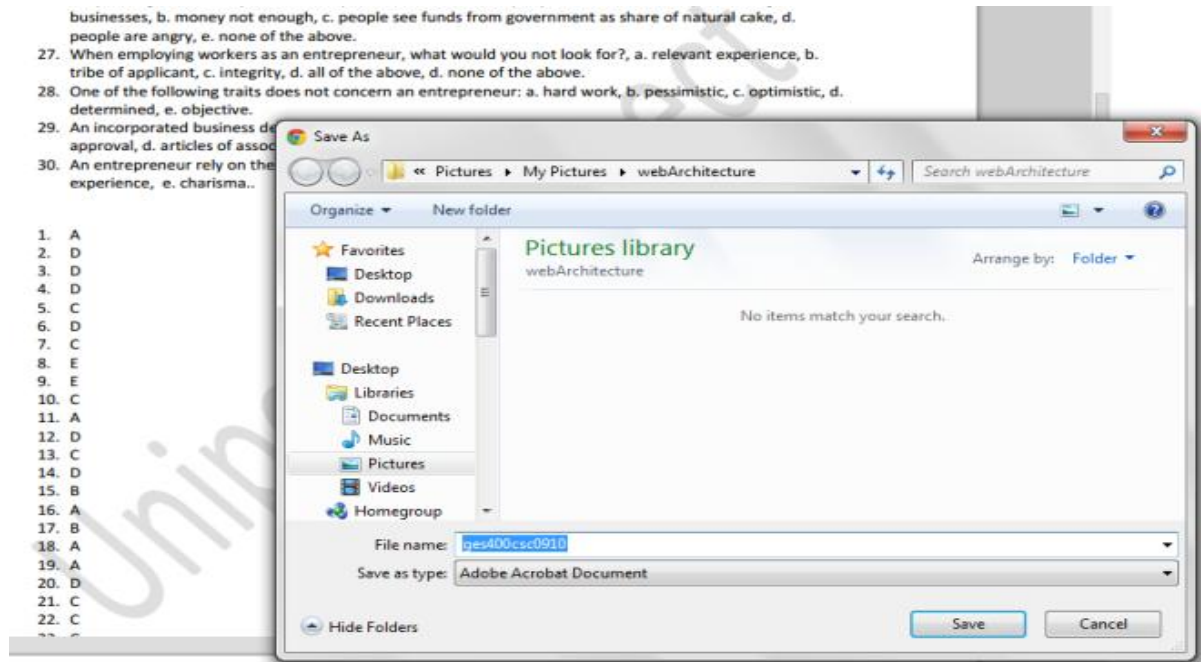 businesses, b. money not enough, c. people see funds from government as share of natural cake, d.
people are angry, e. none of the above.
27. When employing workers as an entrepreneur, what would you not look for?, a. relevant experience, b.
tribe of applicant, c. integrity, d. all of the above, d. none of the above.
28. One of the following traits does not concern an entrepreneur: a. hard work, b. pessimistic, c. optimistic, d.
determined, e. objective.
29. An incorporated business
approval, d. articles of
30. An entrepreneur rely on the
experience, e. charisma..
1. A
2. D
3. D
4. D
5. C
6. D
7. C
8. E
9. E
10. C
11. A
12. D
13. C
14. D
15. B
16. A
17. B
18. A
19. A
20. D
21. C
22. C
Save As
« Pictures ▸ My Pictures ▸ webArchitecture
Search webArchitecture
Organize
New folder
Favorites
Desktop
Downloads
Recent Places
Desktop
Libraries
Documents
Music
Pictures
Videos
Homegroup
Pictures library
webArchitecture
Arrange by: Folder
No items match your search.
File name: ges400csc0910
Save as type: Adobe Acrobat Document
Hide Folders
Save
Cancel